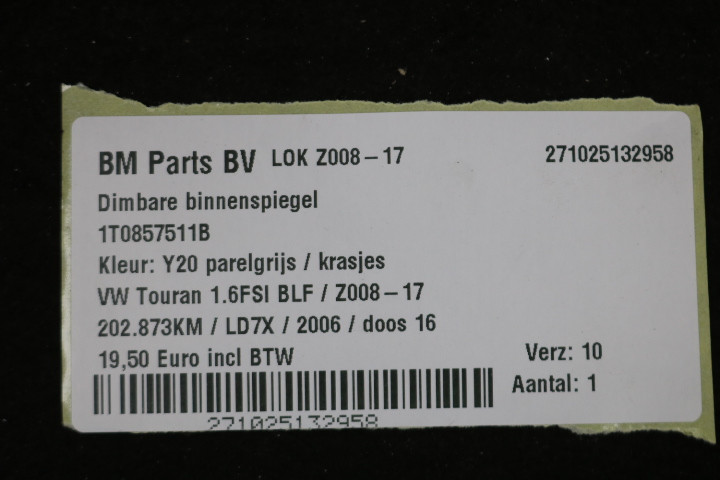 BM Parts BV LOK Z008-17 271025132958
Dimbare binnenspiegel
1T0857511B
Kleur: Y20 parelgrijs / krasjes
VW Touran 1.6FSI BLF / Z008-17
202.873KM / LD7X / 2006 / doos 16
19,50 Euro incl BTW Verz: 10
Aantal: 1
271025132958